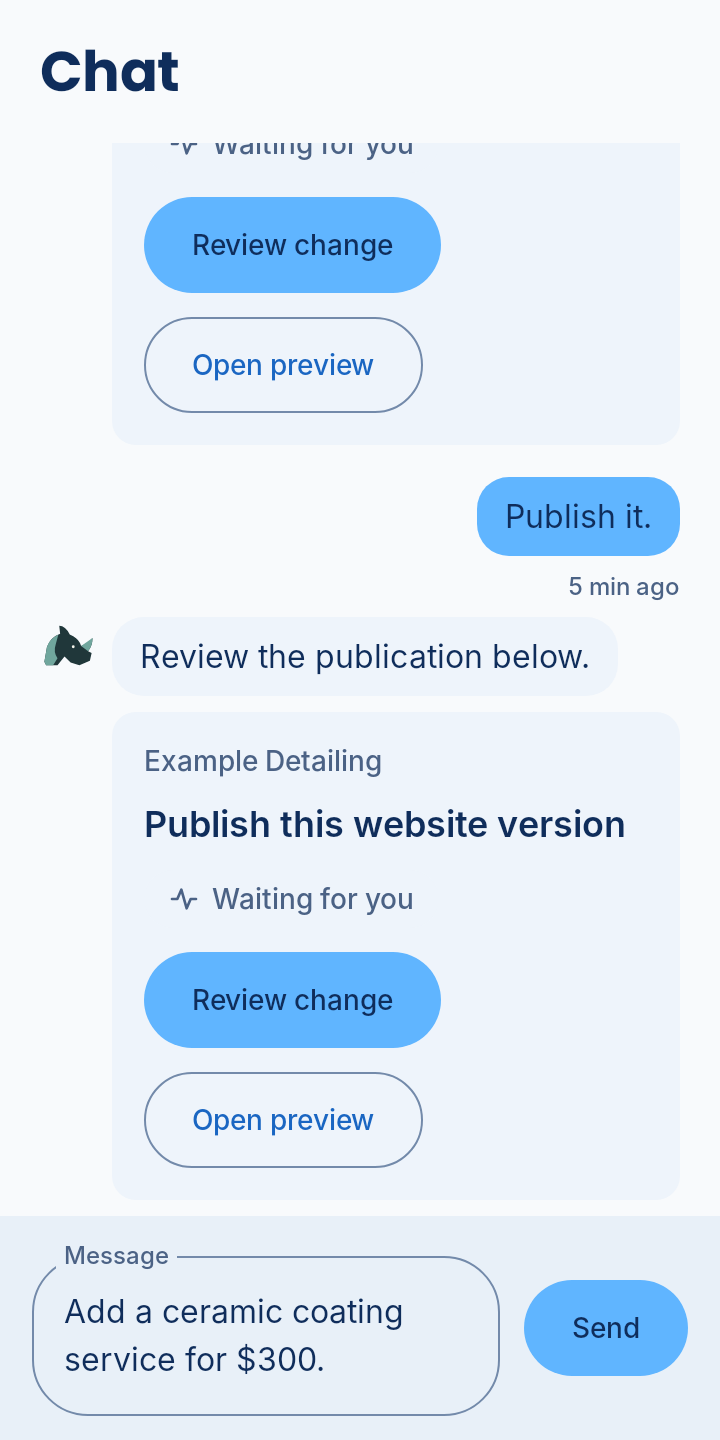 Chat
Waiting for you
Review change
Open preview
Publish it.
5 min ago
Review the publication below.
Example Detailing
Publish this website version
Waiting for you
Review change
Open preview
Message
Add a ceramic coating
service for $300.
Send